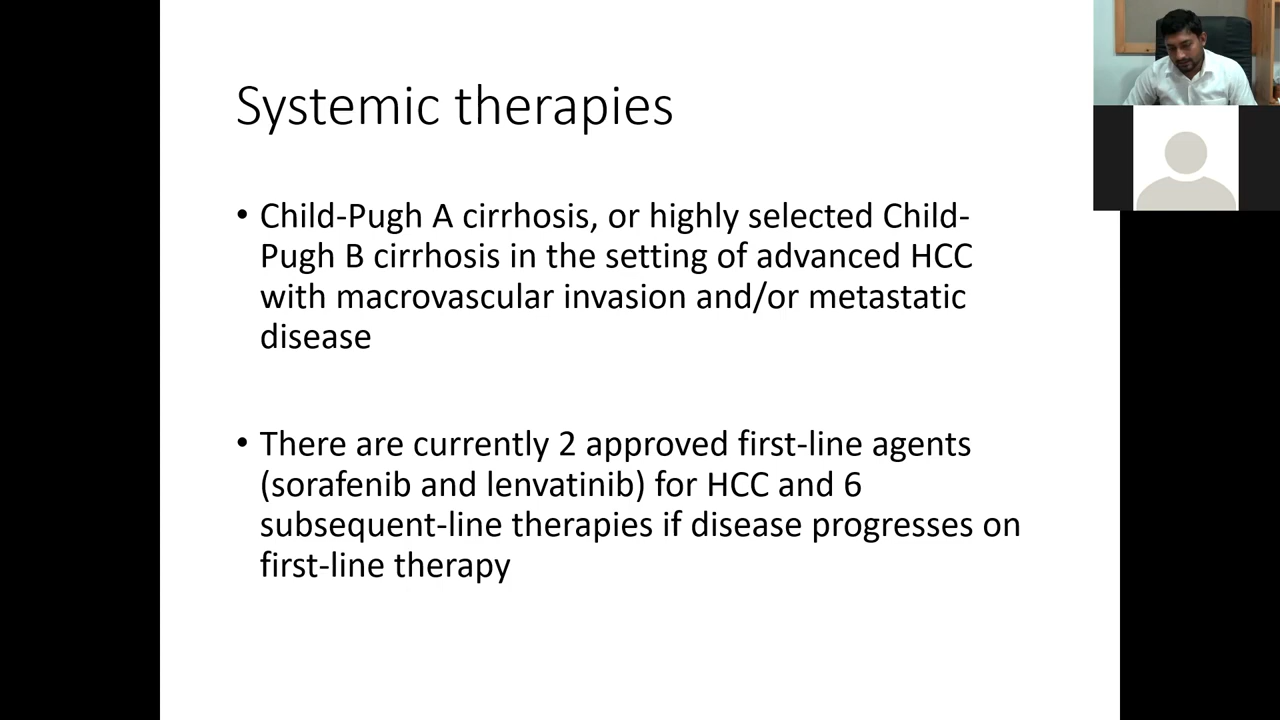 Systemic therapies
• Child-Pugh A cirrhosis, or highly selected Child-
Pugh B cirrhosis in the setting of advanced HCC
with macrovascular invasion and/or metastatic
disease
• There are currently 2 approved first-line agents
(sorafenib and lenvatinib) for HCC and 6
subsequent-line therapies if disease progresses on
first-line therapy